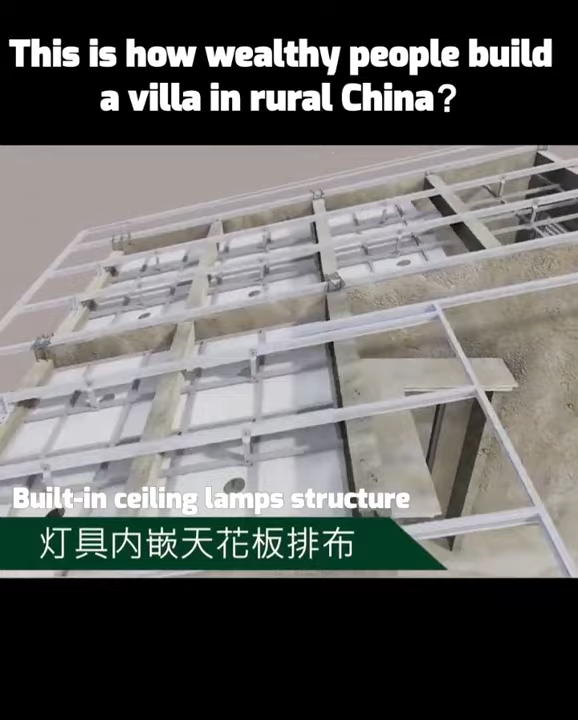 This is how wealthy people build
a villa in rural China？
Built-in ceiling lamps structure
灯具内嵌天花板排布